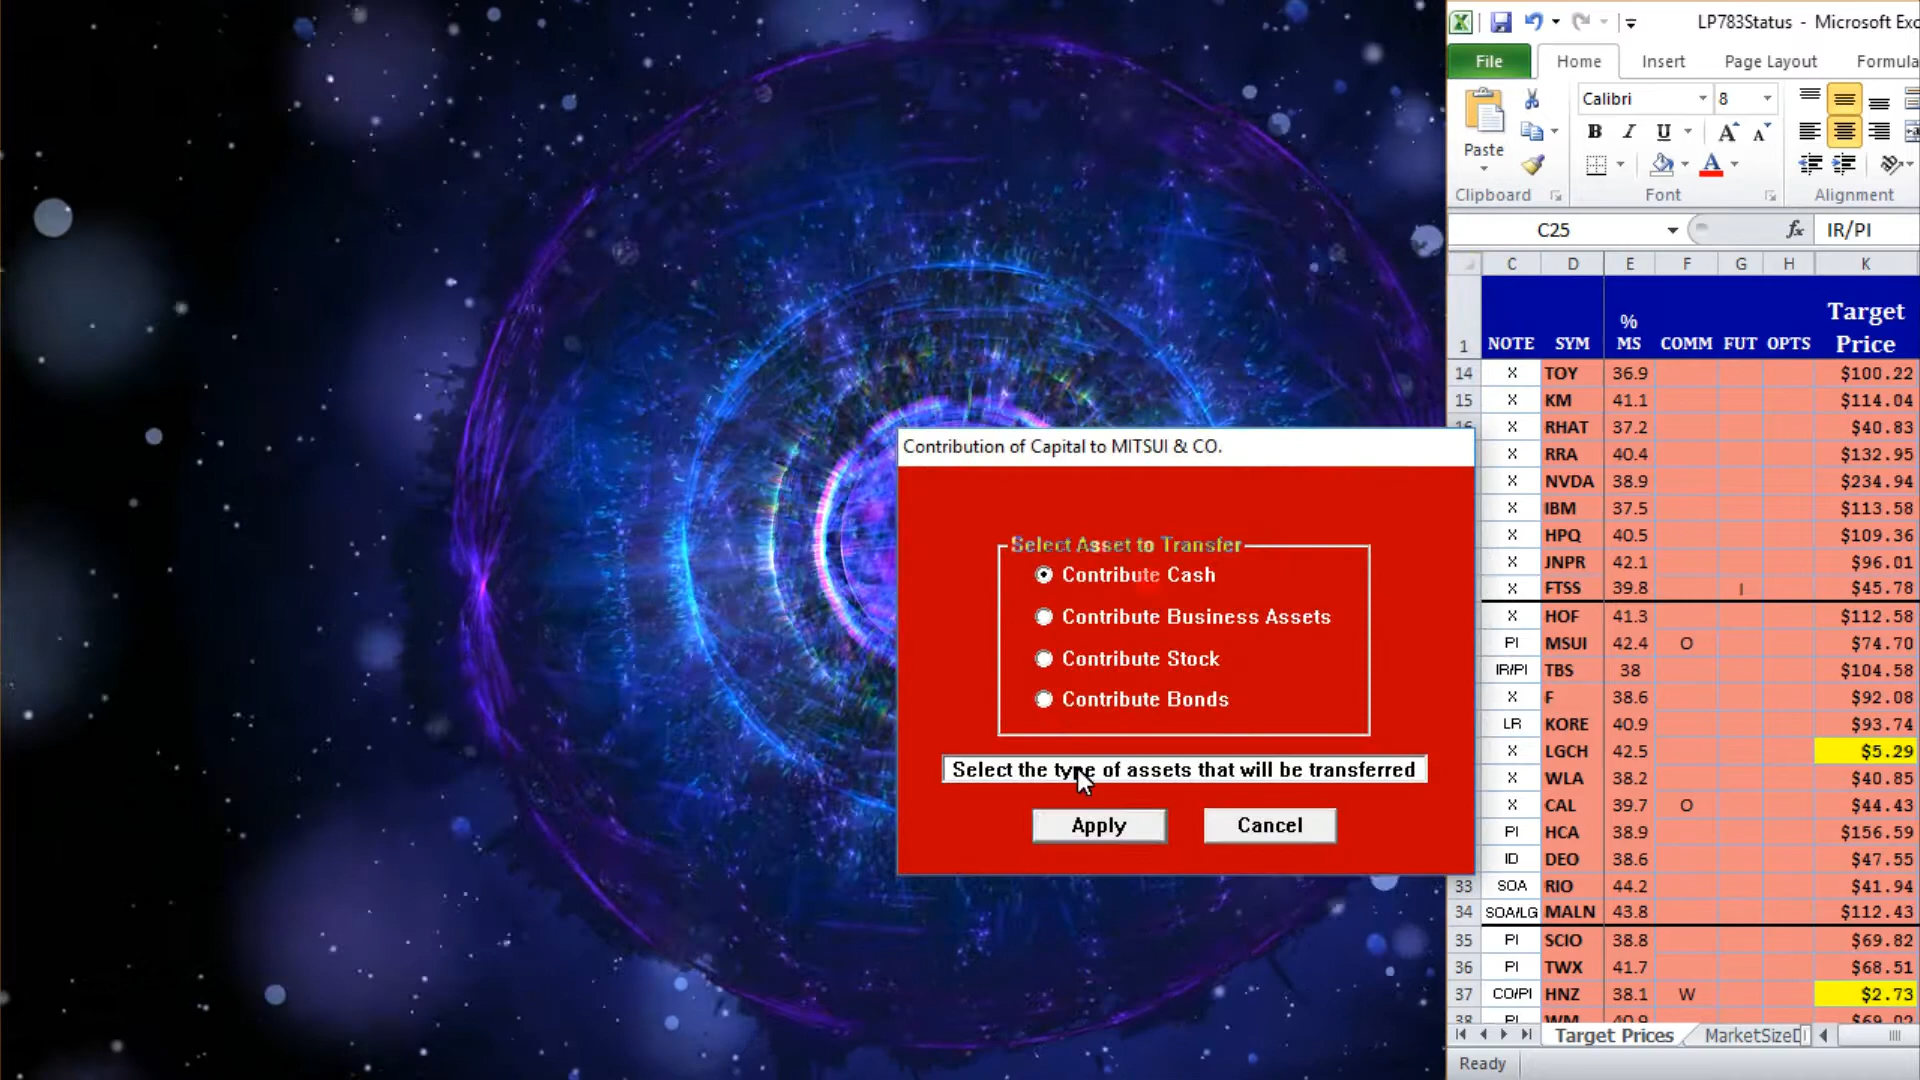 LP783Status - Microsoft Exc
File Home Insert Page Layout Formula
Calibri 8
B I U A A
Paste A
Clipboard Font Alignment
C25 fx IR/PI
C D E F G H K
1 NOTE SYM % MS COMM FUT OPTS Target Price
14 X TOY 36.9 $100.22
15 X KM 41.1 $114.04
X RHAT 37.2 $40.83
X RRA 40.4 $132.95
X NVDA 38.9 $234.94
X IBM 37.5 $113.58
X HPQ 40.5 $109.36
X JNPR 42.1 $96.01
X FTSS 39.8 I $45.78
X HOF 41.3 $112.58
PI MSUI 42.4 O $74.70
IR/PI TBS 38 $104.58
X F 38.6 $92.08
LR KORE 40.9 $93.74
X LGCH 42.5 $5.29
X WLA 38.2 $40.85
X CAL 39.7 O $44.43
PI HCA 38.9 $156.59
ID DEO 38.6 $47.55
33 SOA RIO 44.2 $41.94
34 SOA/LG MALN 43.8 $112.43
35 PI SCIO 38.8 $69.82
36 PI TWX 41.7 $68.51
37 CO/PI HNZ 38.1 W $2.73
38 PI WM 40.9 $69.02
Target Prices MarketSizeD
Ready
Contribution of Capital to MITSUI & CO.
Select Asset to Transfer
Contribute Cash
Contribute Business Assets
Contribute Stock
Contribute Bonds
Select the type of assets that will be transferred
Apply Cancel